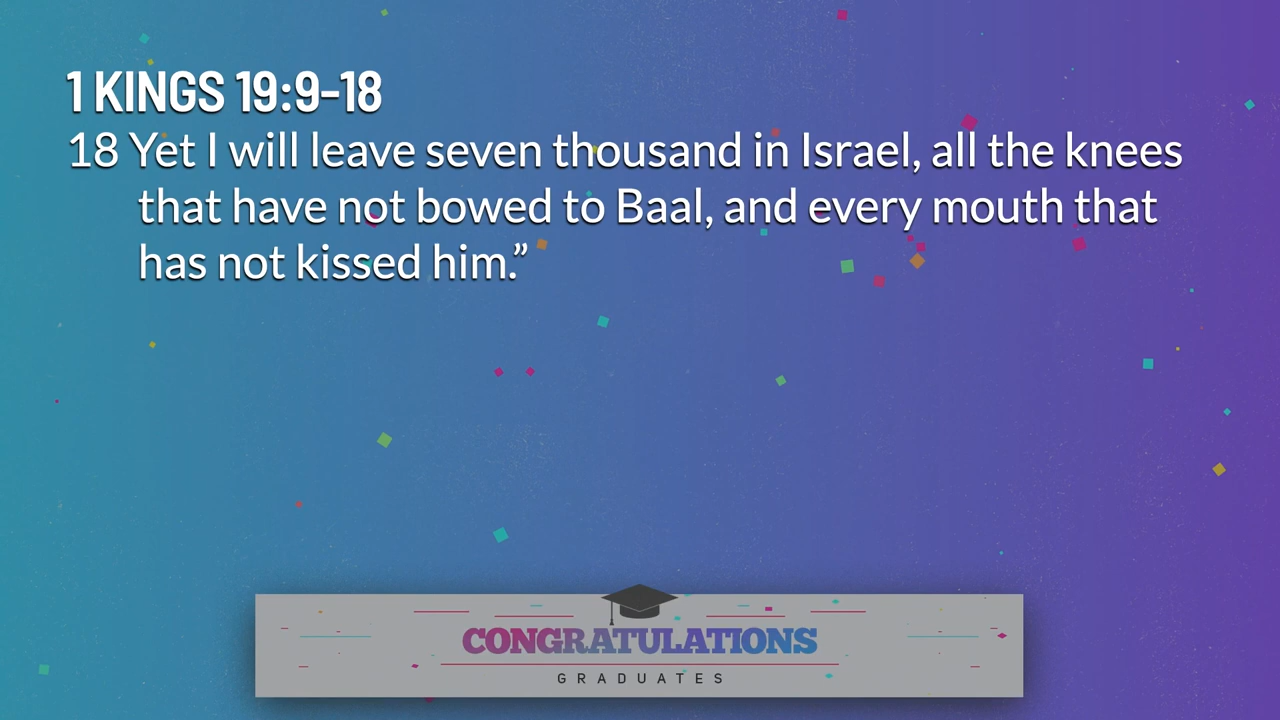 1 KINGS 19:9-18
18 Yet I will leave seven thousand in Israel, all the knees
that have not bowed to Baal, and every mouth that
has not kissed him.”
CONGRATULATIONS
GRADUATES